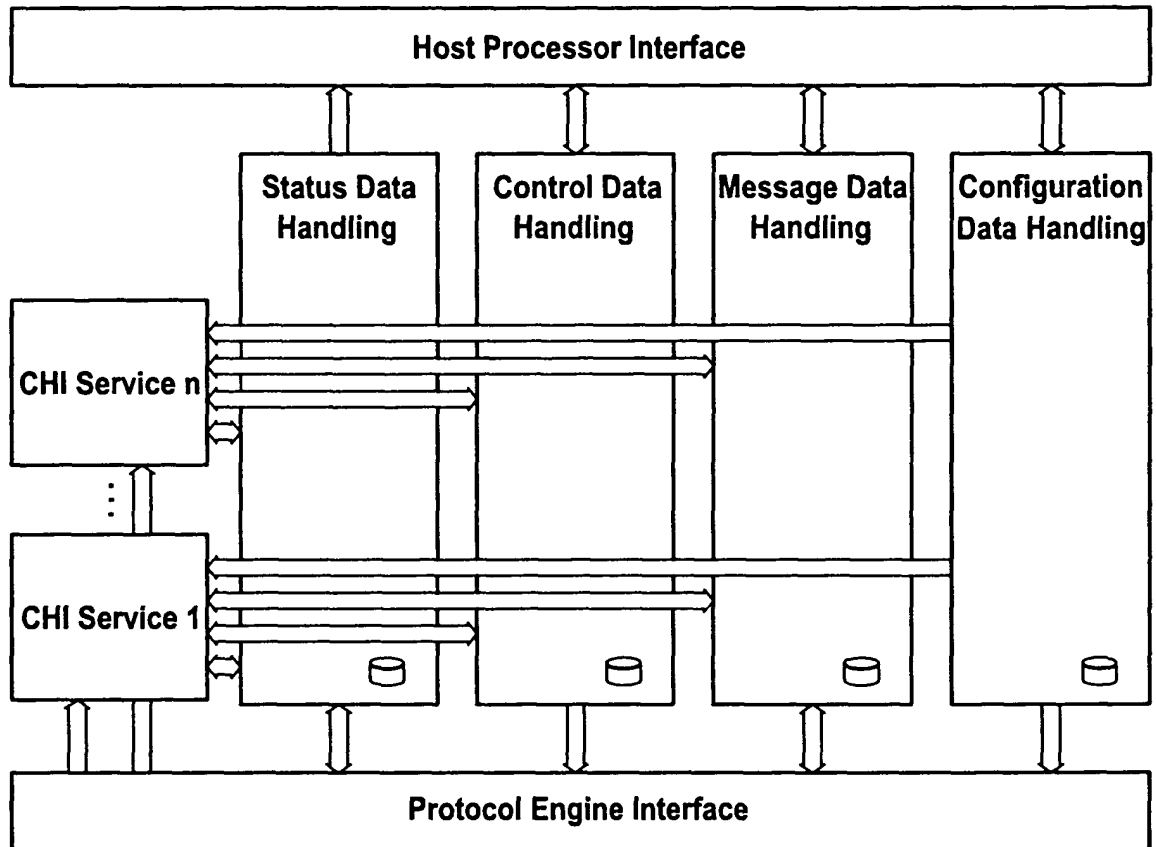 Host Processor Interface
Status Data
Handling
Control Data
Handling
Message Data
Handling
Configuration
Data Handling
CHI Service n
⋮
CHI Service 1
Protocol Engine Interface